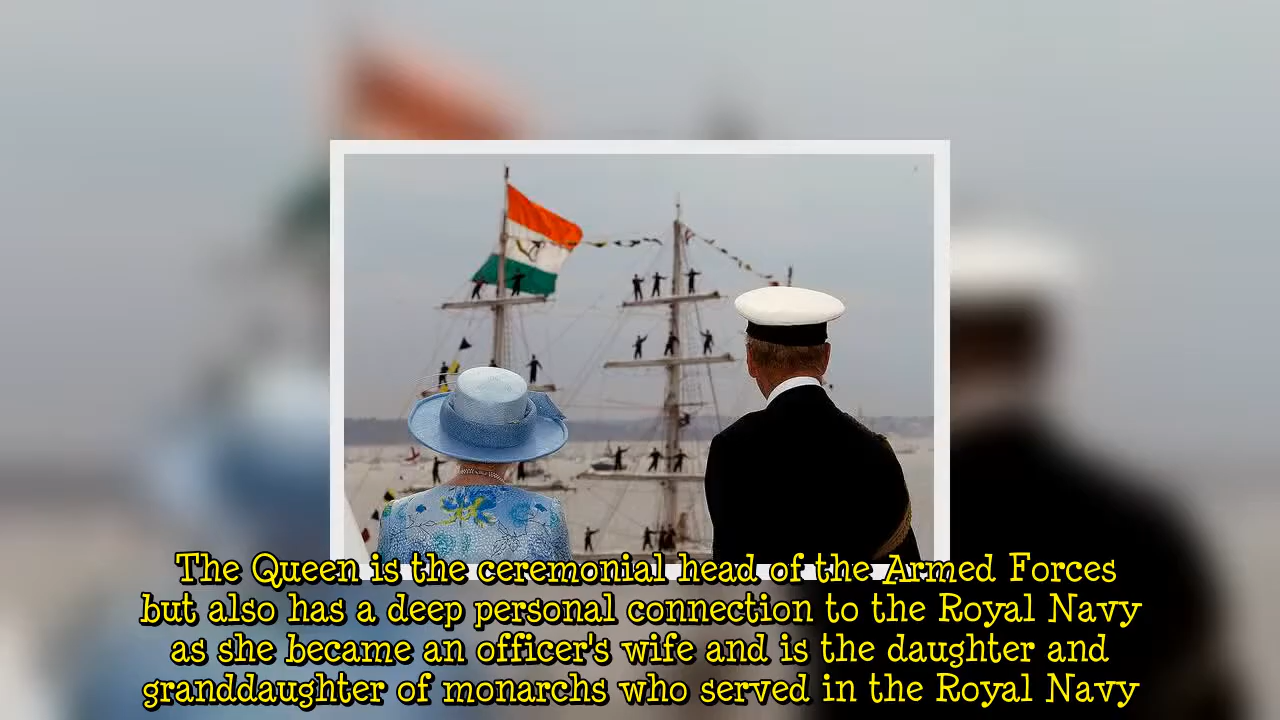 The Queen is the ceremonial head of the Armed Forces
but also has a deep personal connection to the Royal Navy
as she became an officer's wife and is the daughter and
granddaughter of monarchs who served in the Royal Navy